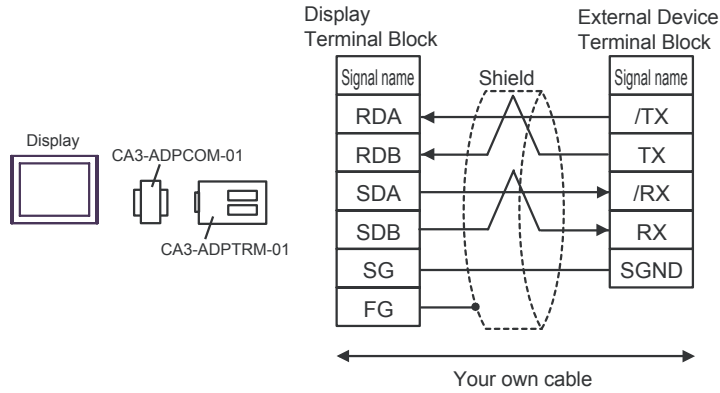 Display
Terminal Block
External Device
Terminal Block
Signal name
Shield
Signal name
RDA
/TX
RDB
TX
SDA
/RX
SDB
RX
SG
SGND
FG
Display
CA3-ADPCOM-01
CA3-ADPTRM-01
Your own cable